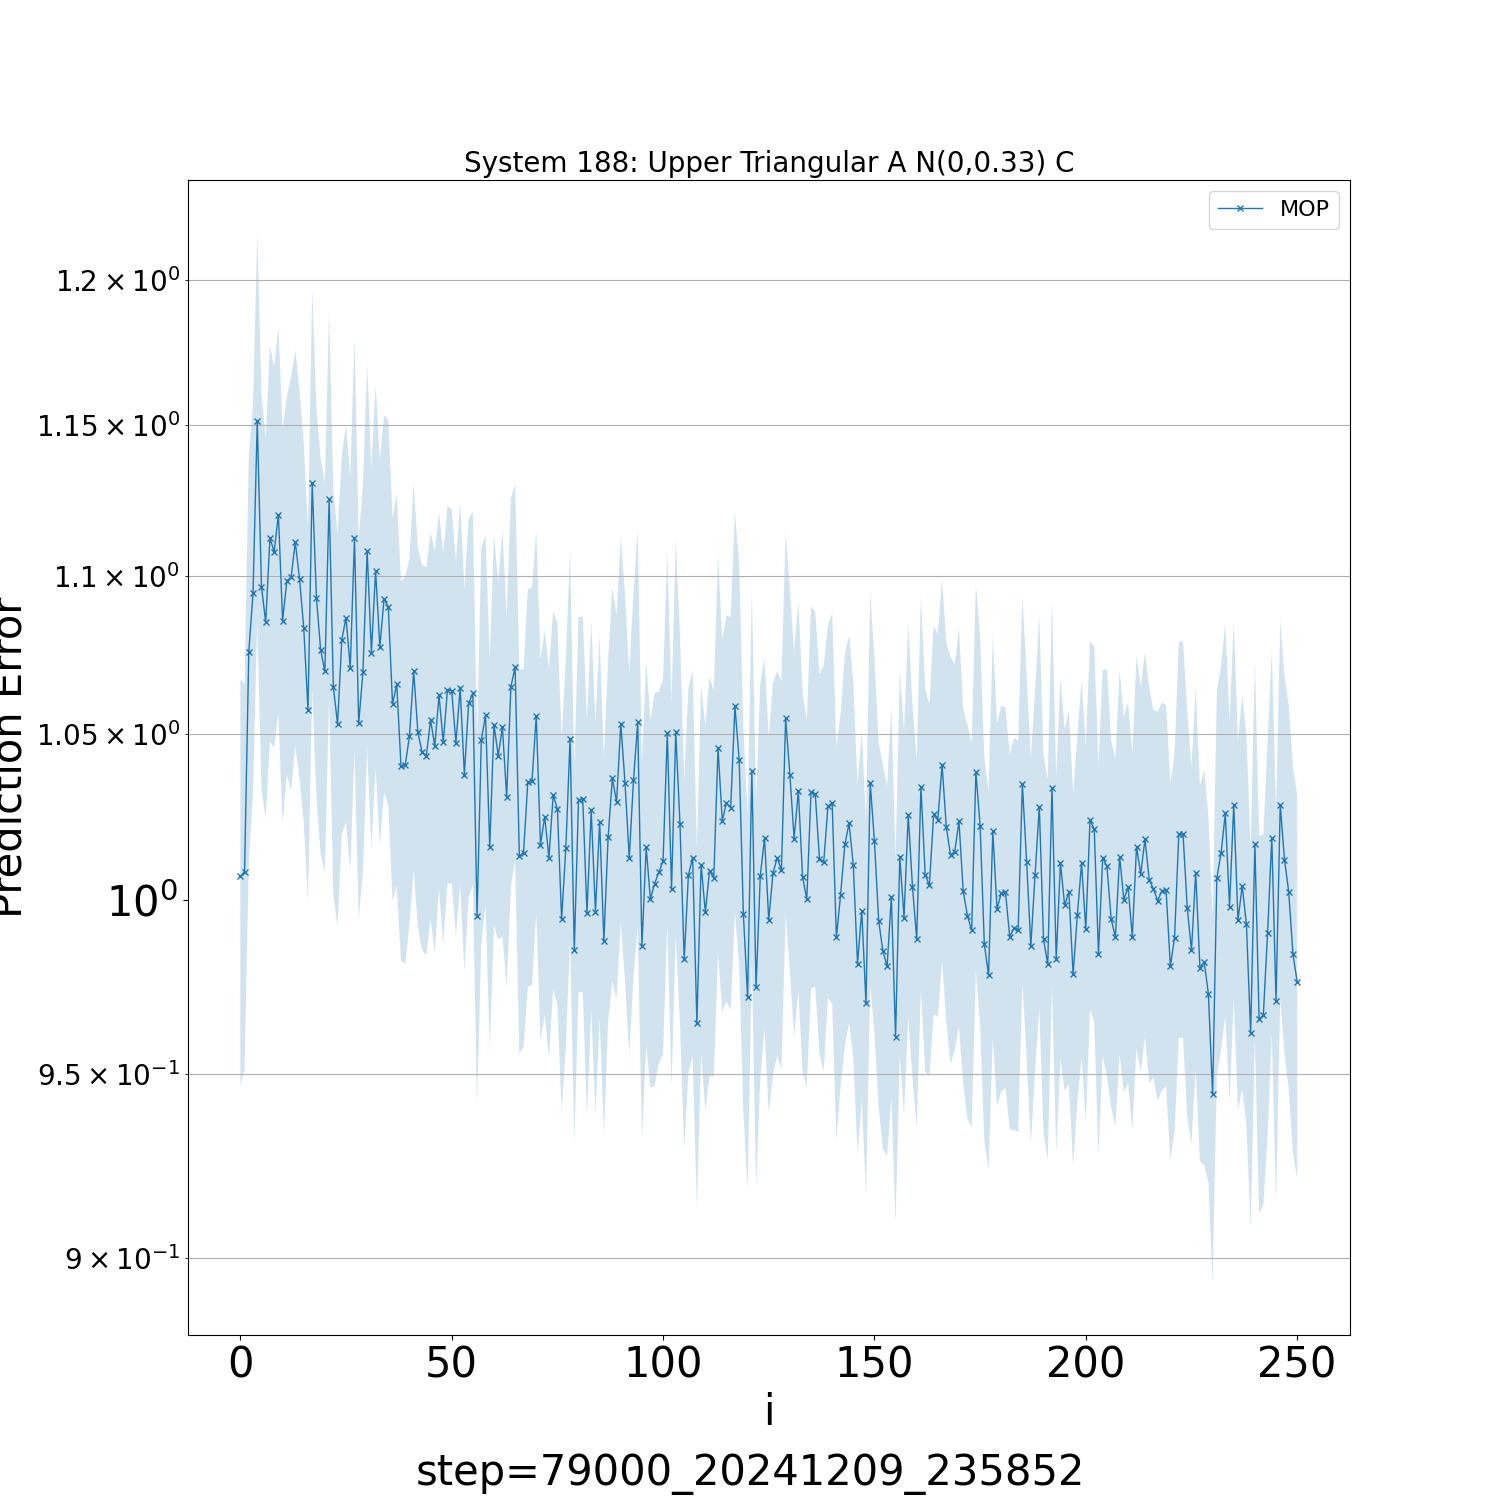 System 188: Upper Triangular A N(0,0.33) C
MOP
1.2 × 10⁰
1.15 × 10⁰
1.1 × 10⁰
1.05 × 10⁰
10⁰
9.5 × 10⁻¹
9 × 10⁻¹
Prediction Error
0 50 100 150 200 250
i
step=79000_20241209_235852